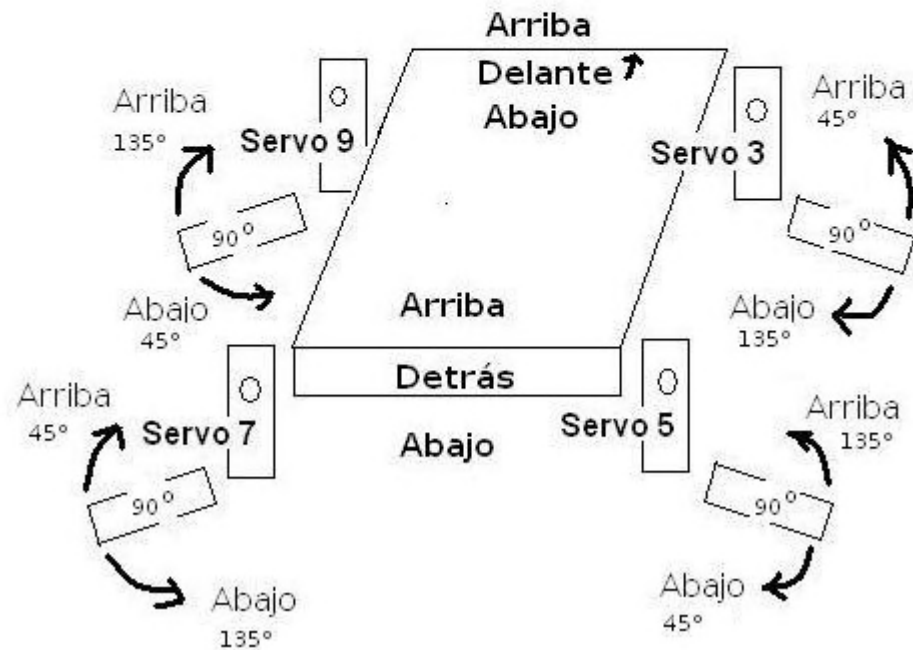 Arriba
Delante
Abajo
Arriba
135°
Servo 9
90°
Abajo
45°
Arriba
45°
Servo 3
90°
Abajo
135°
Arriba
Detrás
Abajo
Arriba
45°
Servo 7
90°
Abajo
135°
Servo 5
Arriba
135°
90°
Abajo
45°